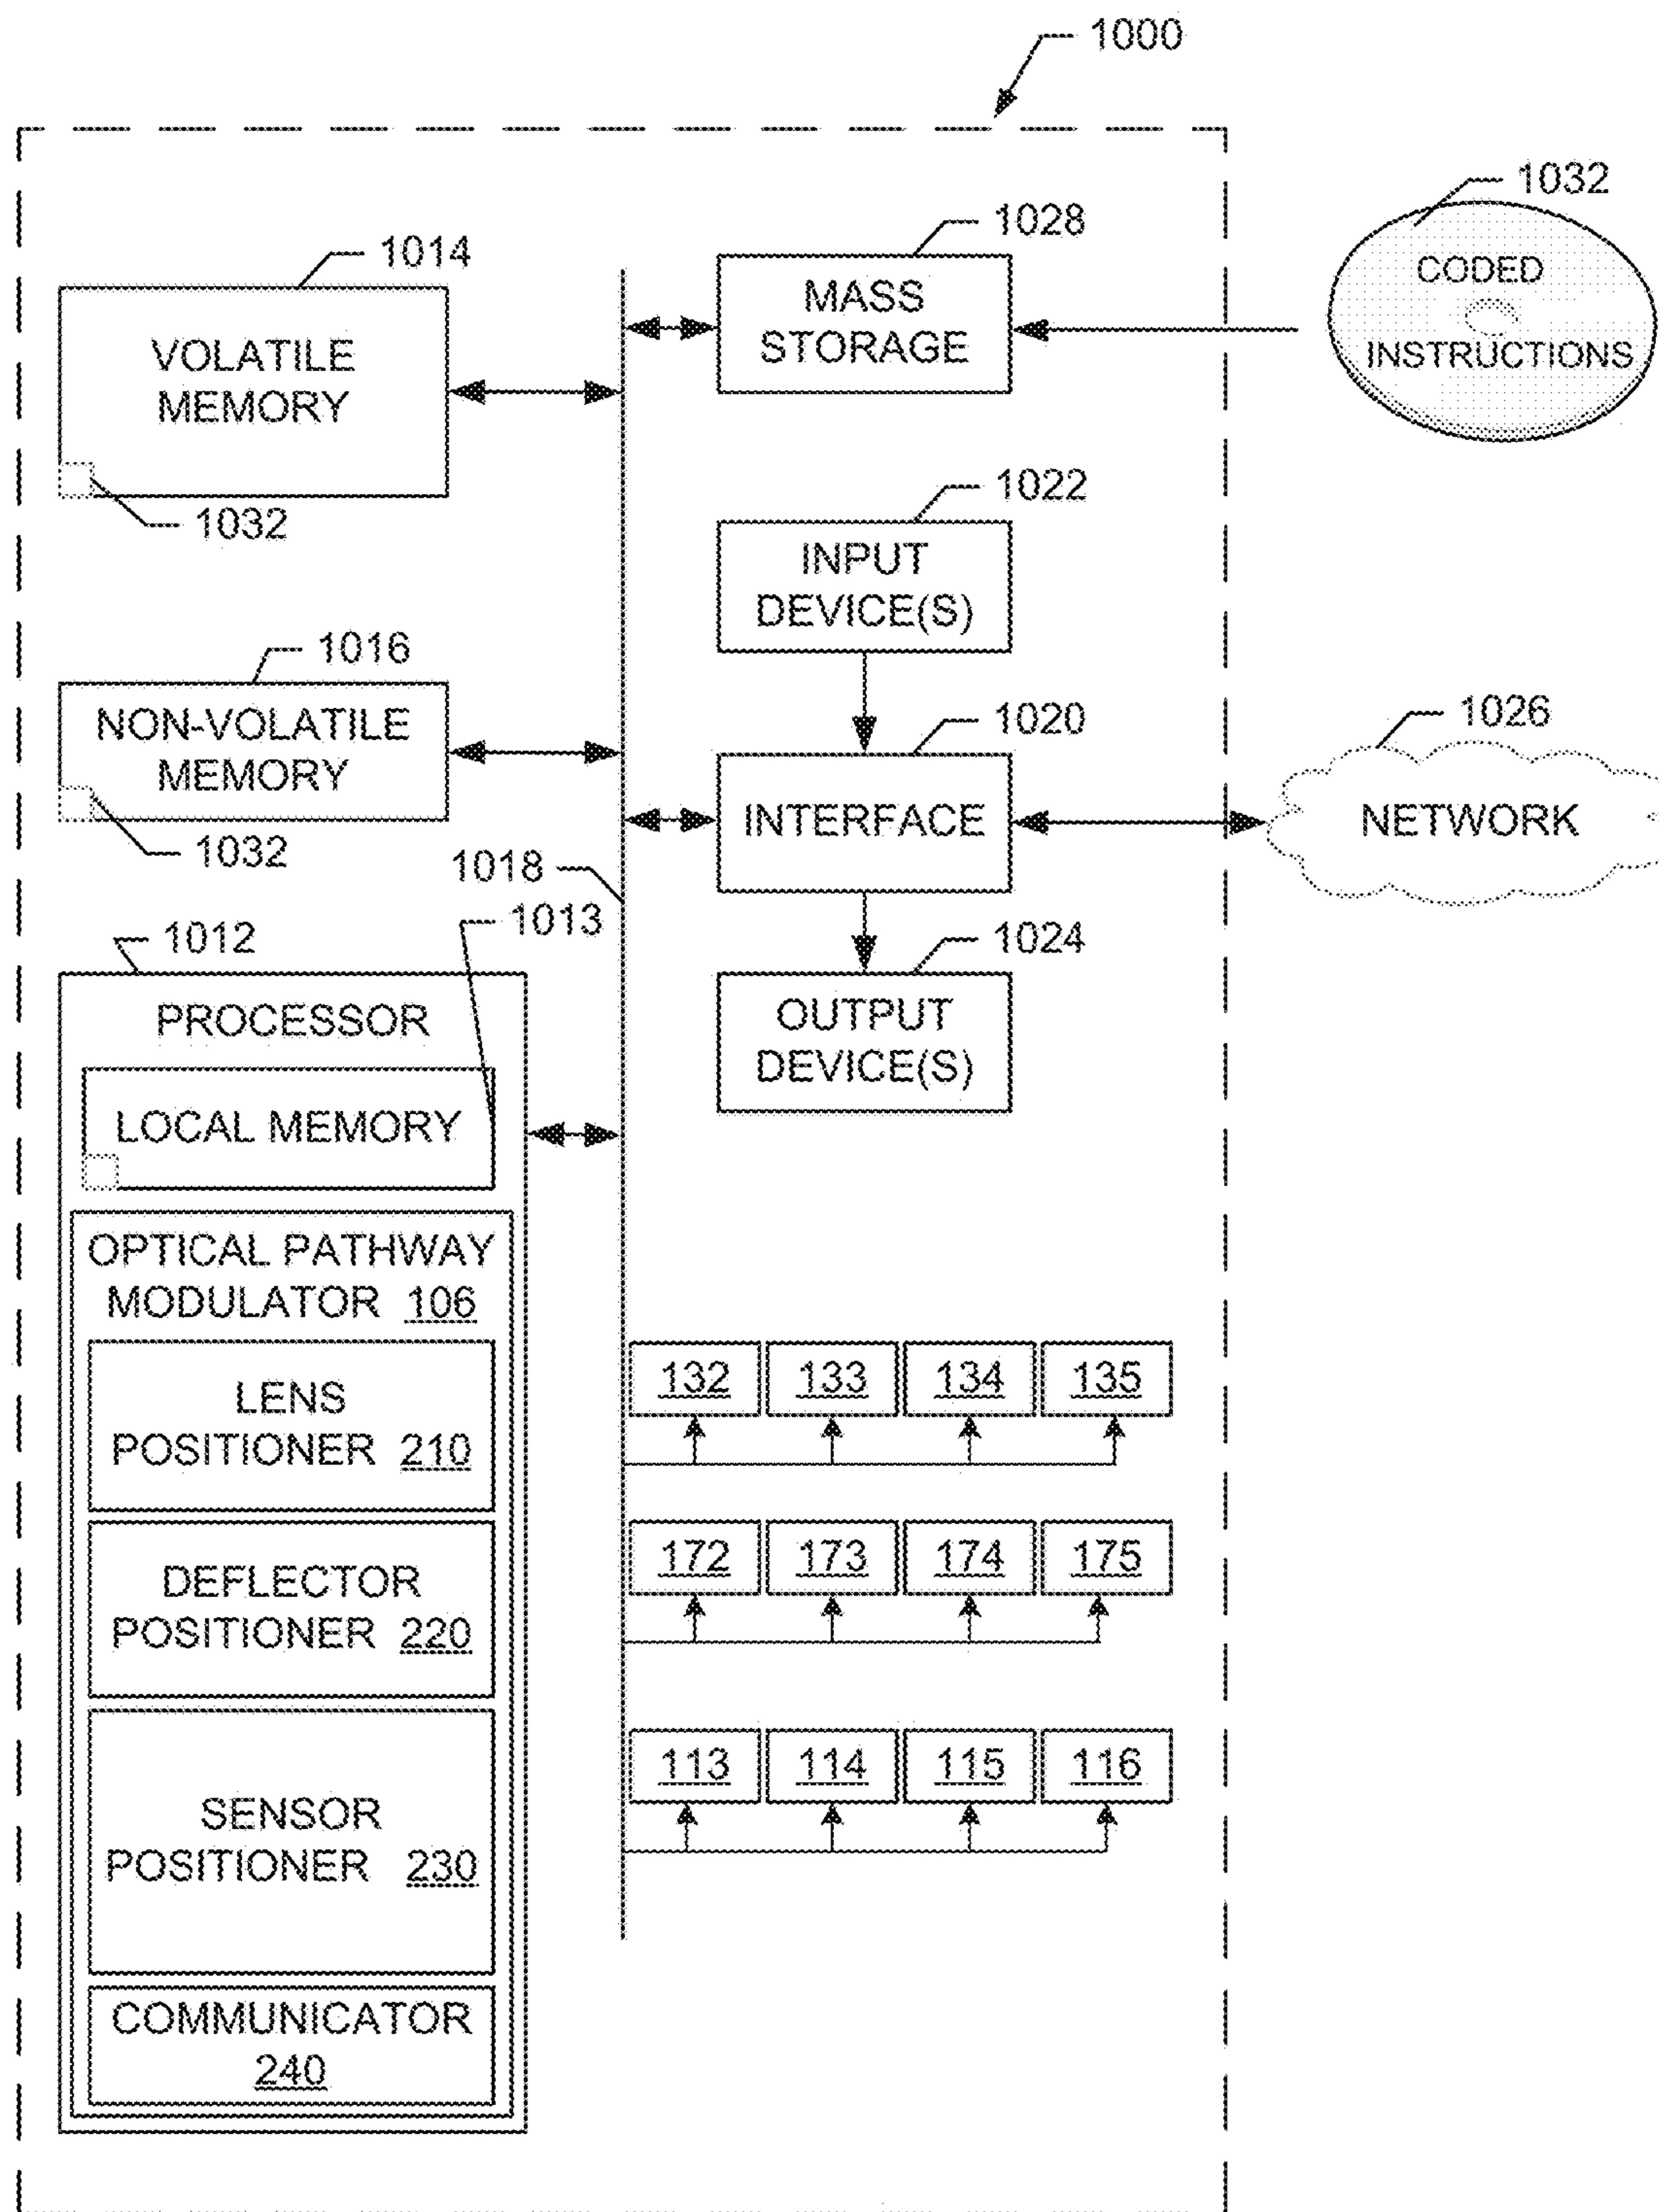 1000
1032
CODED
INSTRUCTIONS
1028
MASS
STORAGE
1014
VOLATILE
MEMORY
1032
1022
INPUT
DEVICE(S)
1016
NON-VOLATILE
MEMORY
1032
1020
INTERFACE
1026
NETWORK
1018
1013
1012
PROCESSOR
LOCAL MEMORY
1024
OUTPUT
DEVICE(S)
OPTICAL PATHWAY
MODULATOR 106
LENS
POSITIONER 210
DEFLECTOR
POSITIONER 220
SENSOR
POSITIONER 230
COMMUNICATOR
240
132 133 134 135
172 173 174 175
113 114 115 116